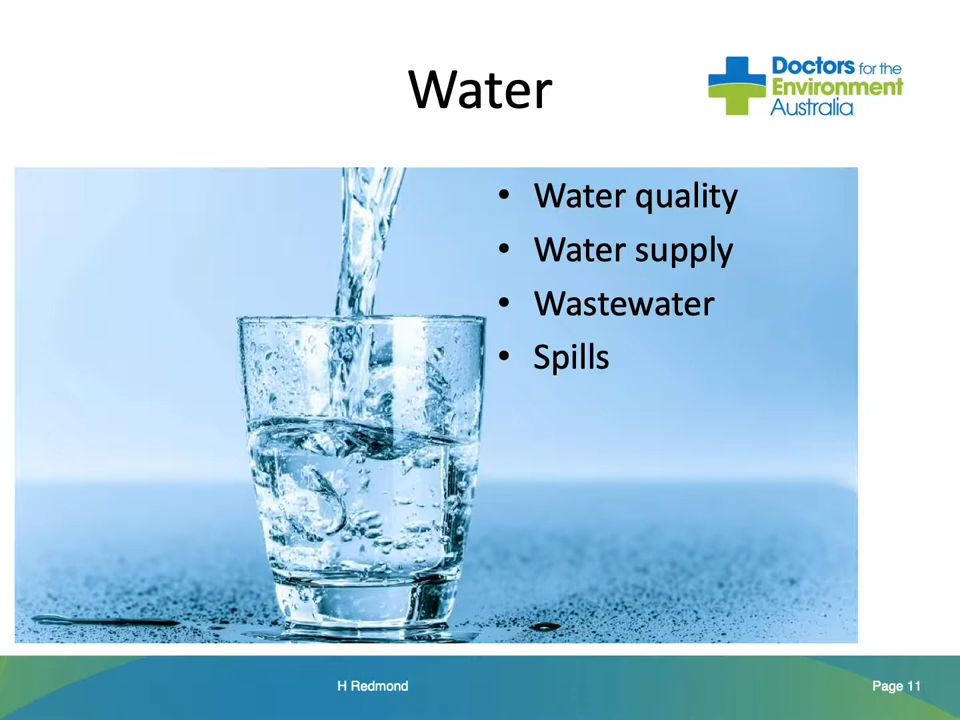 Water
Doctors for the
Environment
Australia
• Water quality
• Water supply
• Wastewater
• Spills
H Redmond
Page 11